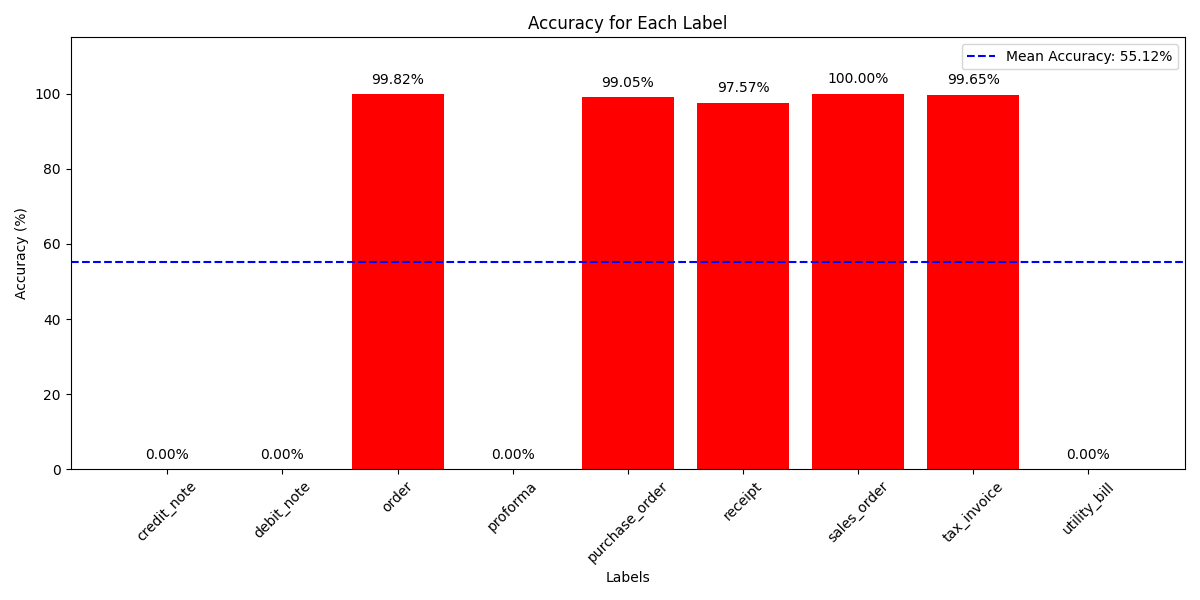 Accuracy for Each Label
Mean Accuracy: 55.12%
Accuracy (%)
100
80
60
40
20
0
0.00%
0.00%
99.82%
0.00%
99.05%
97.57%
100.00%
99.65%
0.00%
credit_note
debit_note
order
proforma
purchase_order
receipt
sales_order
tax_invoice
utility_bill
Labels